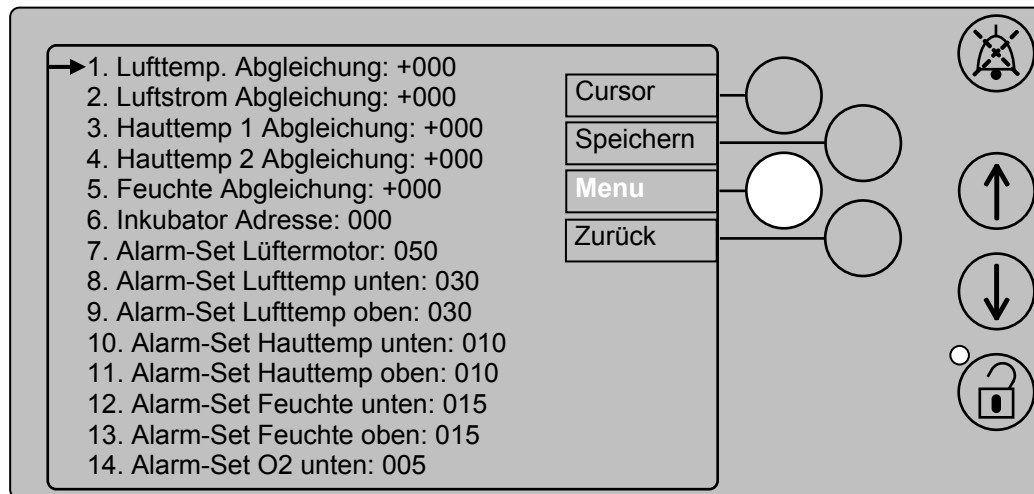 1. Lufttemp. Abgleichung: +000
2. Luftstrom Abgleichung: +000
3. Hauttemp 1 Abgleichung: +000
4. Hauttemp 2 Abgleichung: +000
5. Feuchte Abgleichung: +000
6. Inkubator Adresse: 000
7. Alarm-Set Lüftermotor: 050
8. Alarm-Set Lufttemp unten: 030
9. Alarm-Set Lufttemp oben: 030
10. Alarm-Set Hauttemp unten: 010
11. Alarm-Set Hauttemp oben: 010
12. Alarm-Set Feuchte unten: 015
13. Alarm-Set Feuchte oben: 015
14. Alarm-Set O2 unten: 005
Cursor
Speichern
Menu
Zurück